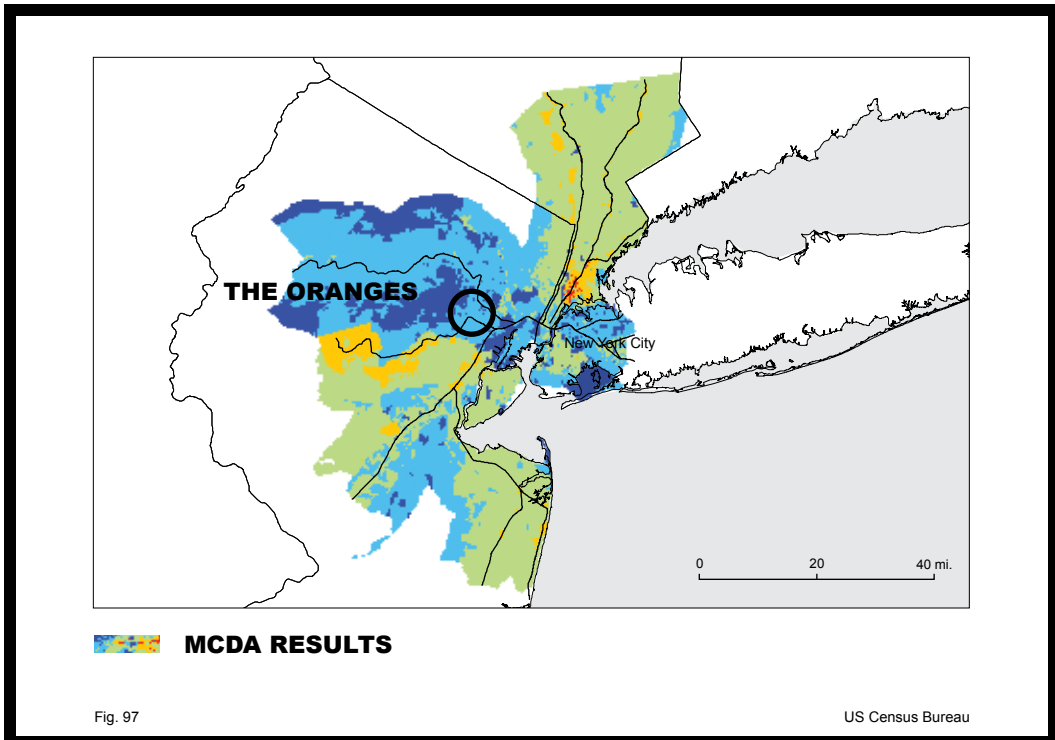 THE ORANGES
New York City
0 20 40 mi.
MCDA RESULTS
Fig. 97 US Census Bureau